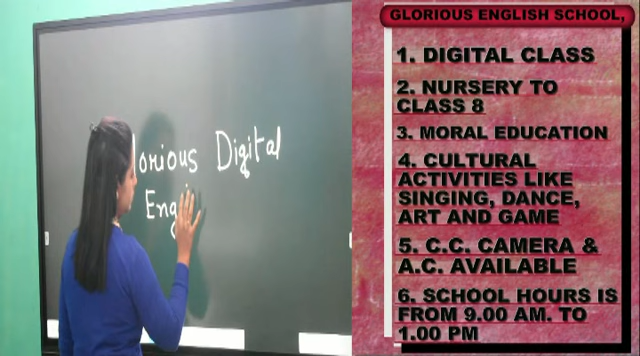 lorious Digital
Eng
GLORIOUS ENGLISH SCHOOL,
1. DIGITAL CLASS
2. NURSERY TO
CLASS 8
3. MORAL EDUCATION
4. CULTURAL
ACTIVITIES LIKE
SINGING, DANCE,
ART AND GAME
5. C.C. CAMERA &
A.C. AVAILABLE
6. SCHOOL HOURS IS
FROM 9.00 AM. TO
1.00 PM